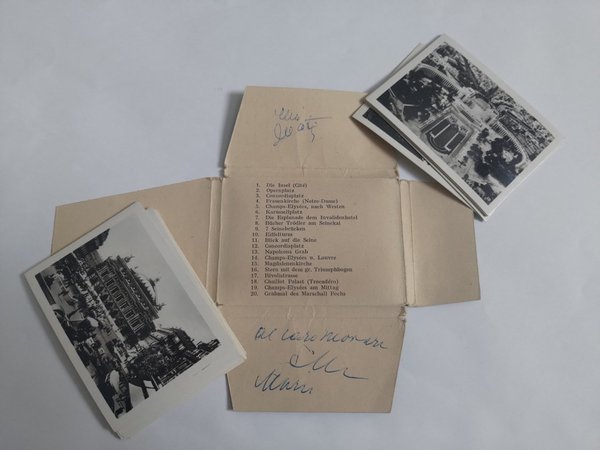 1. Die Insel (Cité)
2. Opernplatz
3. Concordiaplatz
4. Frauenkirche (Notre-Dame)
5. Champs-Elysées, nach Westen
6. Karussellplatz
7. Die Esplanade dem Invalidenhotel
8. Bücher Trödler am Seinekai
9. 7 Seinebrücken
10. Eiffelturm
11. Blick auf die Seine
12. Concordiaplatz
13. Napoleons Grab
14. Champs-Elysées u. Louvre
15. Magdalenenkirche
16. Stern mit dem gr. Triumphbogen
17. Rivolistrasse
18. Chaillot Palast (Trocadéro)
19. Champs-Elysées am Mittag
20. Grabmal des Marschall Fochs